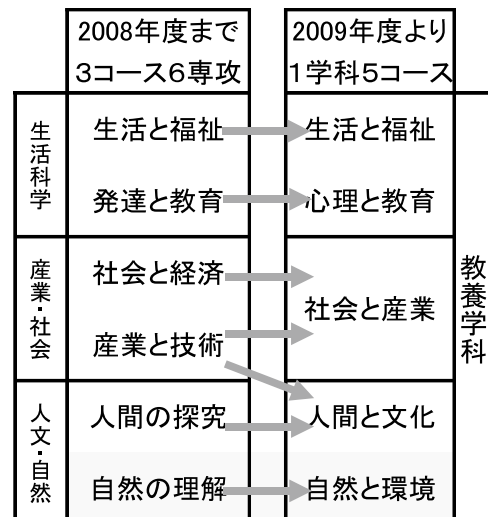 2008年度まで
3コース6専攻
2009年度より
1学科5コース
生活科学
生活と福祉
生活と福祉
発達と教育
心理と教育
産業・社会
社会と経済
産業と技術
社会と産業
人文・自然
人間の探究
人間と文化
自然の理解
自然と環境
教養学科